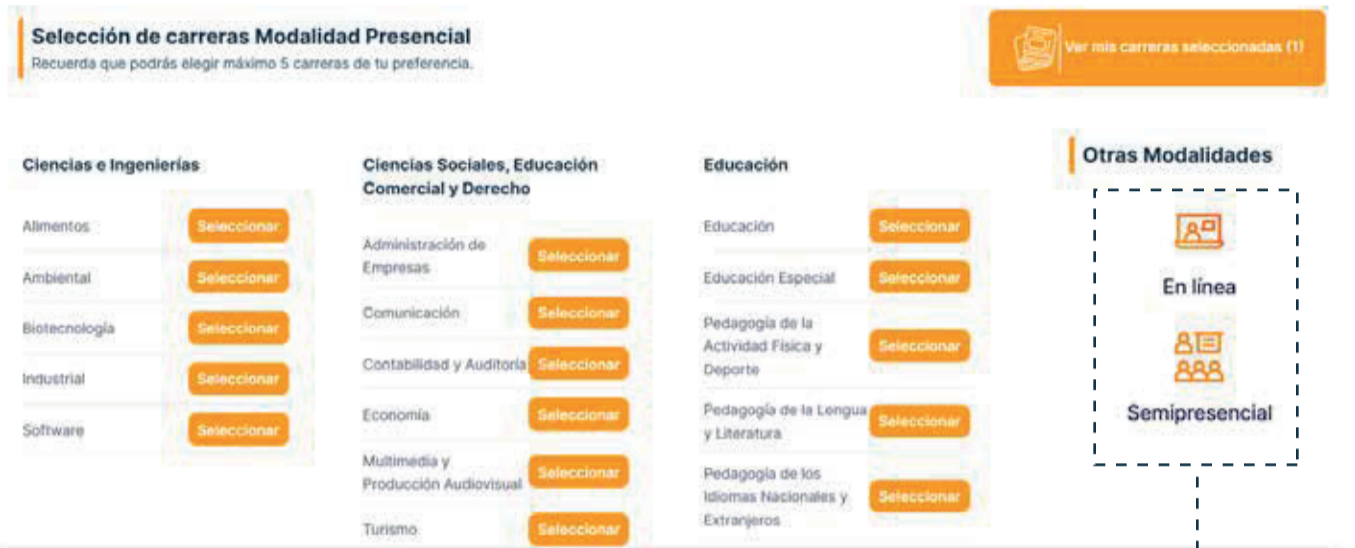 Selección de carreras Modalidad Presencial
Recuerda que podrás elegir máximo 5 carreras de tu preferencia.
Ver mis carreras seleccionadas (1)
Ciencias e Ingenierías
Alimentos
Seleccionar
Ambiental
Seleccionar
Biotecnología
Seleccionar
Industrial
Seleccionar
Software
Seleccionar
Ciencias Sociales, Educación
Comercial y Derecho
Administración de
Empresas
Seleccionar
Comunicación
Seleccionar
Contabilidad y Auditoría
Seleccionar
Economía
Seleccionar
Multimedia y
Producción Audiovisual
Seleccionar
Turismo
Seleccionar
Educación
Educación
Seleccionar
Educación Especial
Seleccionar
Pedagogía de la
Actividad Física y
Deporte
Seleccionar
Pedagogía de la Lengua
y Literatura
Seleccionar
Pedagogía de los
Idiomas Nacionales y
Extranjeros
Seleccionar
Otras Modalidades
En línea
Semipresencial